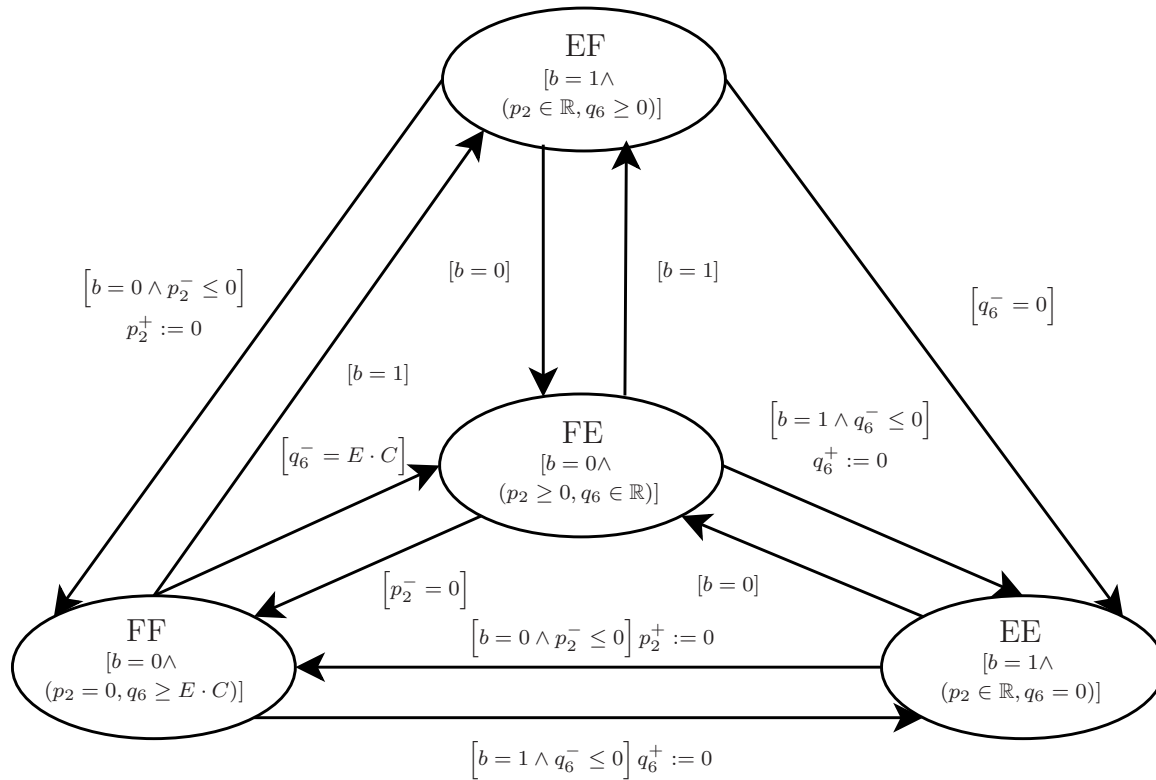 EF
[b = 1∧
(p₂ ∈ ℝ, q₆ ≥ 0)]
[b = 0]
[b = 1]
[b = 0 ∧ p₂⁻ ≤ 0]
p₂⁺ := 0
[q₆⁻ = 0]
[b = 1]
[q₆⁻ = E · C]
FE
[b = 0∧
(p₂ ≥ 0, q₆ ∈ ℝ)]
[b = 1 ∧ q₆⁻ ≤ 0]
q₆⁺ := 0
[p₂⁻ = 0]
[b = 0]
FF
[b = 0∧
(p₂ = 0, q₆ ≥ E · C)]
[b = 0 ∧ p₂⁻ ≤ 0] p₂⁺ := 0
EE
[b = 1∧
(p₂ ∈ ℝ, q₆ = 0)]
[b = 1 ∧ q₆⁻ ≤ 0] q₆⁺ := 0